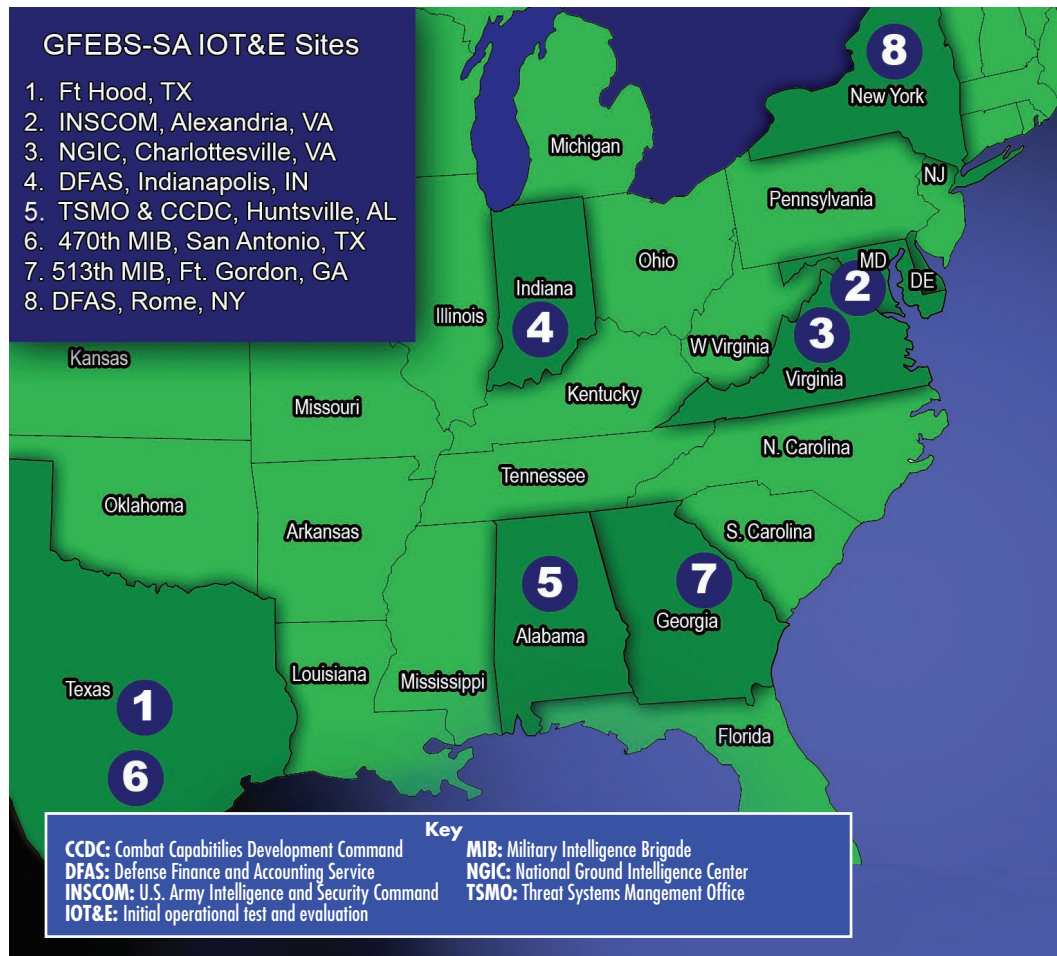 GFEBS-SA IOT&E Sites
1. Ft Hood, TX
2. INSCOM, Alexandria, VA
3. NGIC, Charlottesville, VA
4. DFAS, Indianapolis, IN
5. TSMO & CCDC, Huntsville, AL
6. 470th MIB, San Antonio, TX
7. 513th MIB, Ft. Gordon, GA
8. DFAS, Rome, NY
8
New York
Michigan
NJ
Pennsylvania
Ohio
MD
DE
2
Indiana
4
Illinois
3
W Virginia
Virginia
Kansas
Kentucky
Missouri
N. Carolina
Tennessee
Oklahoma
Arkansas
S. Carolina
5
7
Georgia
Alabama
Louisiana
Mississippi
Texas
1
Florida
6
Key
CCDC: Combat Capabitilies Development Command
DFAS: Defense Finance and Accounting Service
INSCOM: U.S. Army Intelligence and Security Command
IOT&E: Initial operational test and evaluation
MIB: Military Intelligence Brigade
NGIC: National Ground Intelligence Center
TSMO: Threat Systems Mangement Office